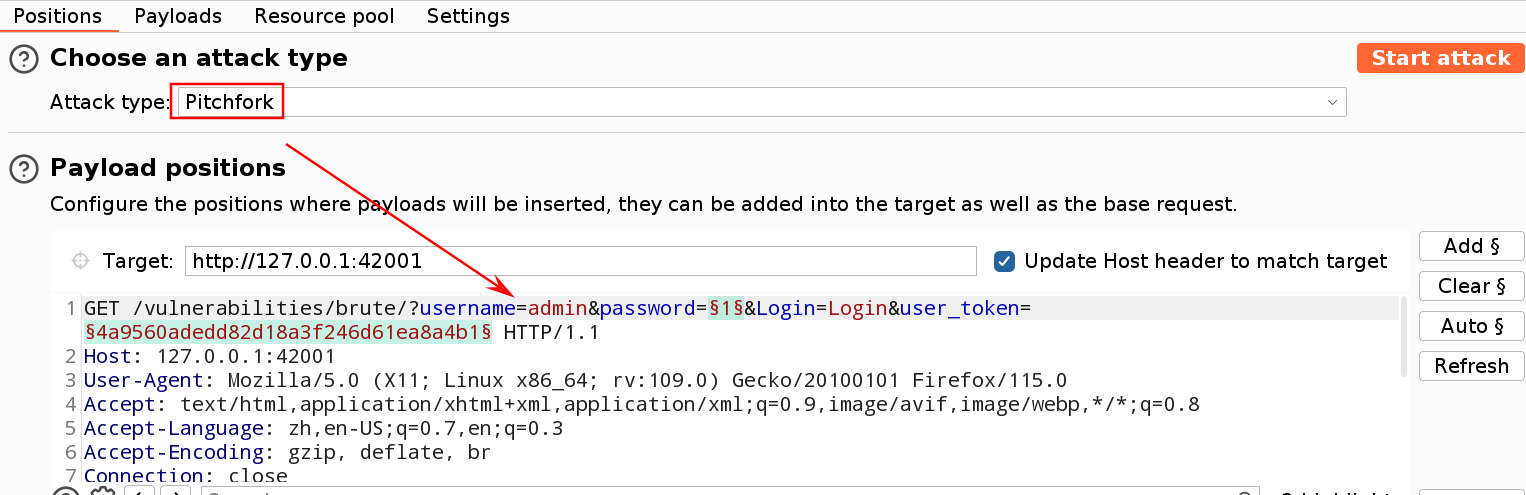 Positions Payloads Resource pool Settings
Choose an attack type
Start attack
Attack type: Pitchfork
Payload positions
Configure the positions where payloads will be inserted, they can be added into the target as well as the base request.
Target: http://127.0.0.1:42001
Update Host header to match target
Add §
Clear §
Auto §
Refresh
1 GET /vulnerabilities/brute/?username=admin&password=§1§&Login=Login&user_token=
§4a9560adedd82d18a3f246d61ea8a4b1§ HTTP/1.1
2 Host: 127.0.0.1:42001
3 User-Agent: Mozilla/5.0 (X11; Linux x86_64; rv:109.0) Gecko/20100101 Firefox/115.0
4 Accept: text/html,application/xhtml+xml,application/xml;q=0.9,image/avif,image/webp,*/*;q=0.8
5 Accept-Language: zh,en-US;q=0.7,en;q=0.3
6 Accept-Encoding: gzip, deflate, br
7 Connection: close